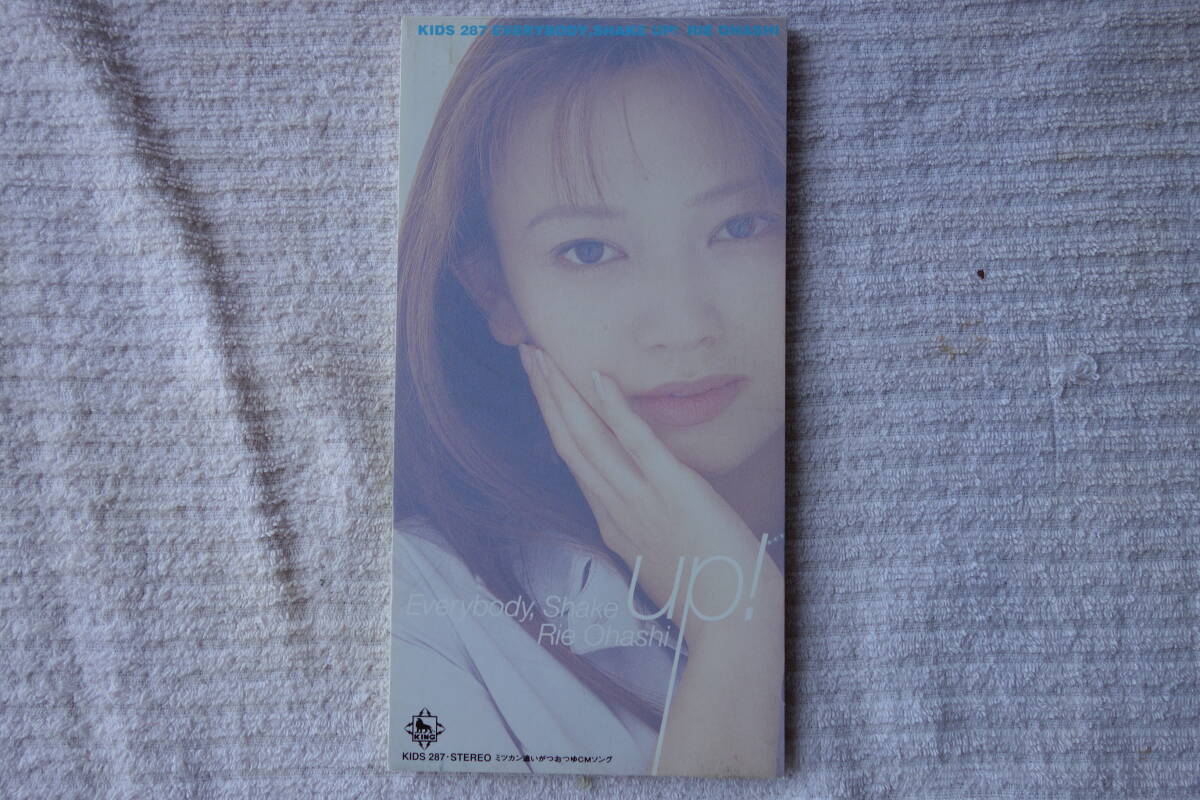 KIDS 287 EVERYBODY, SHAKE UP! RIE OHASHI
Everybody, Shake up!
Rie Ohashi
KING
KIDS 287・STEREO ミツカン追いがつおつゆCMソング